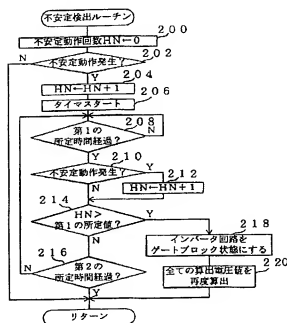 不安定検出ルーチン
200
不安定動作回数HN←0
202
N
不安定動作発生?
Y
204
HN←HN+1
206
タイマスタート
208
第1の
所定時間経過?
N
Y
210
不安定動作発生?
Y
212
N
HN←HN+1
214
HN>
第1の所定値?
Y
N
218
インバータ回路を
ゲートブロック状態にする
216
第2の
所定時間経過?
N
220
全ての算出電圧値を
再度算出
Y
リターン